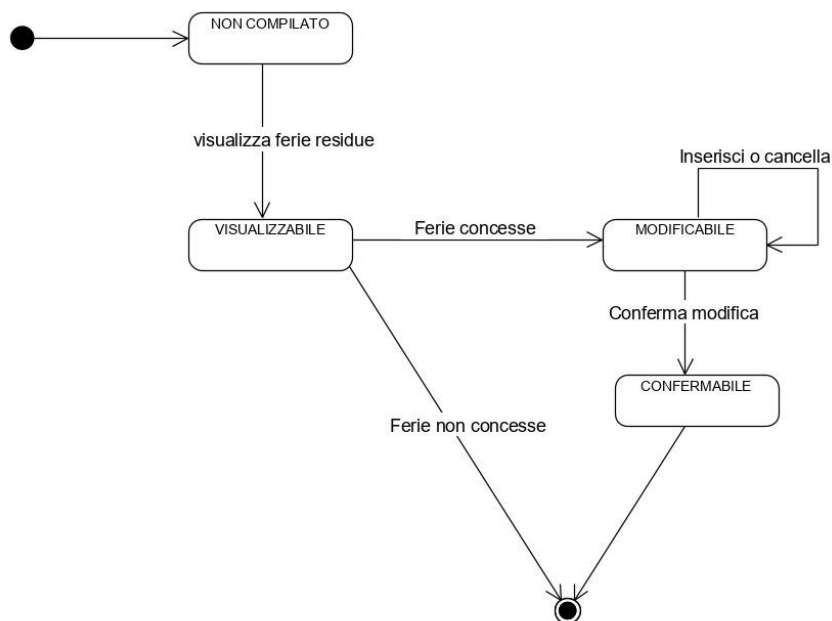 NON COMPILATO
visualizza ferie residue
Inserisci o cancella
VISUALIZZABILE
Ferie concesse
MODIFICABILE
Conferma modifica
CONFERMABILE
Ferie non concesse